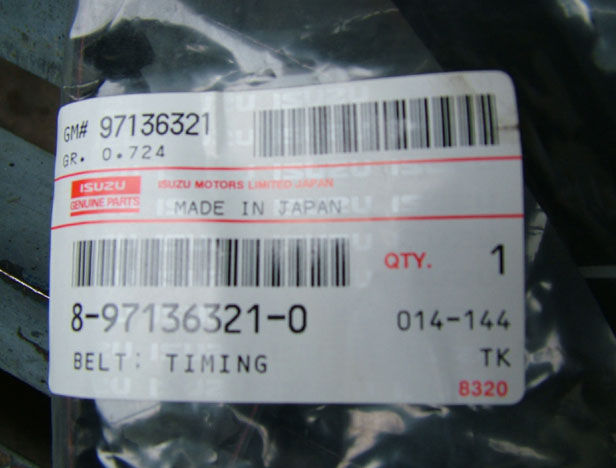 GM# 97136321
GR. 0.724
ISUZU
GENUINE PARTS
ISUZU MOTORS LIMITED JAPAN
MADE IN JAPAN
QTY. 1
8-97136321-0
014-144
BELT: TIMING
TK
8320